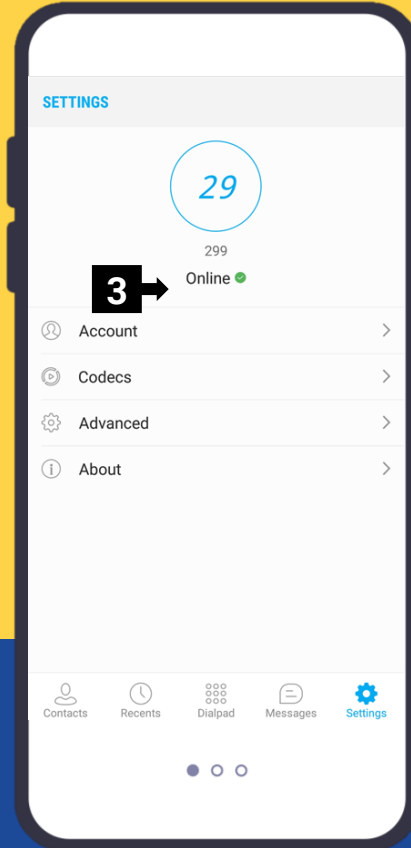 SETTINGS
29
299
Online
3
Account
Codecs
Advanced
About
Contacts Recents Dialpad Messages Settings